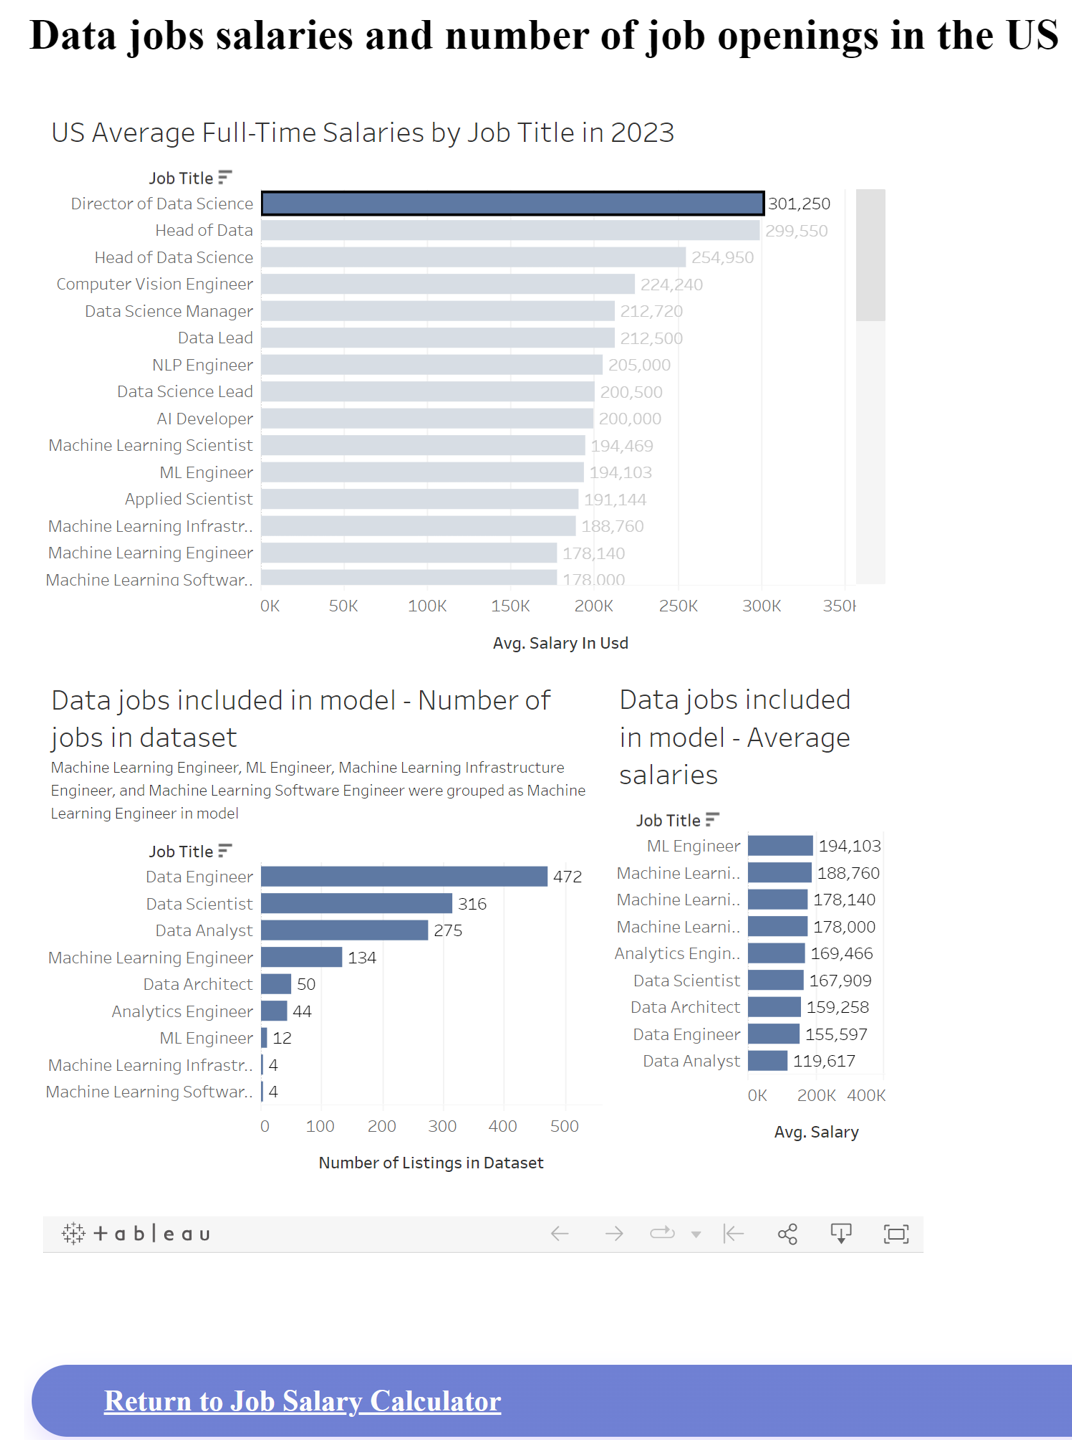 Data jobs salaries and number of job openings in the US
US Average Full-Time Salaries by Job Title in 2023
Job Title
Director of Data Science 301,250
Head of Data 299,550
Head of Data Science 254,950
Computer Vision Engineer 224,240
Data Science Manager 212,720
Data Lead 212,500
NLP Engineer 205,000
Data Science Lead 200,500
AI Developer 200,000
Machine Learning Scientist 194,469
ML Engineer 194,103
Applied Scientist 191,144
Machine Learning Infrastr.. 188,760
Machine Learning Engineer 178,140
Machine Learning Softwar.. 178,000
0K 50K 100K 150K 200K 250K 300K 350K
Avg. Salary In Usd
Data jobs included in model - Number of
jobs in dataset
Machine Learning Engineer, ML Engineer, Machine Learning Infrastructure
Engineer, and Machine Learning Software Engineer were grouped as Machine
Learning Engineer in model
Job Title
Data Engineer 472
Data Scientist 316
Data Analyst 275
Machine Learning Engineer 134
Data Architect 50
Analytics Engineer 44
ML Engineer 12
Machine Learning Infrastr.. 4
Machine Learning Softwar.. 4
0 100 200 300 400 500
Number of Listings in Dataset
Data jobs included
in model - Average
salaries
Job Title
ML Engineer 194,103
Machine Learni.. 188,760
Machine Learni.. 178,140
Machine Learni.. 178,000
Analytics Engin.. 169,466
Data Scientist 167,909
Data Architect 159,258
Data Engineer 155,597
Data Analyst 119,617
0K 200K 400K
Avg. Salary
+ableau
Return to Job Salary Calculator